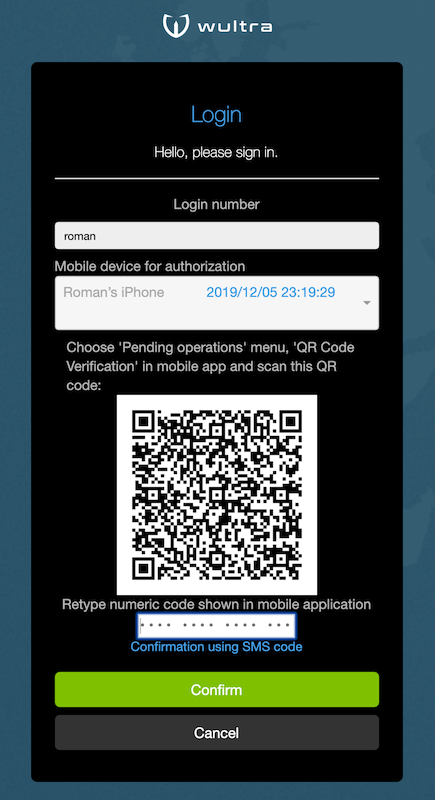 wultra
Login
Hello, please sign in.
Login number
roman
Mobile device for authorization
Roman's iPhone 2019/12/05 23:19:29
Choose 'Pending operations' menu, 'QR Code
Verification' in mobile app and scan this QR
code:
Retype numeric code shown in mobile application
Confirmation using SMS code
Confirm
Cancel